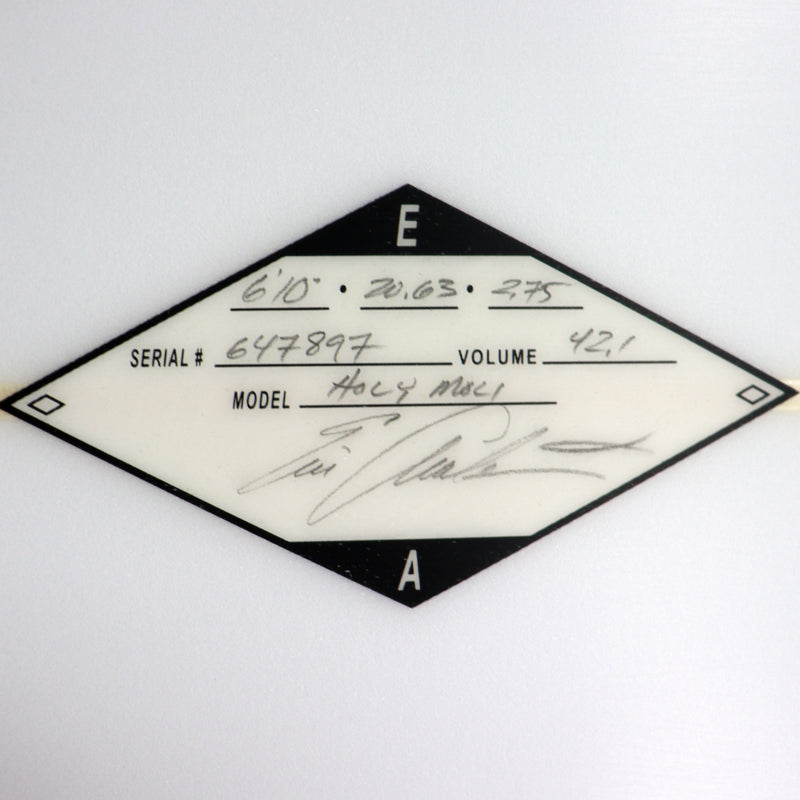 E
6'10" • 20.63 • 2.75
SERIAL # 647897 VOLUME 42.1
MODEL HOLY MOLI
A